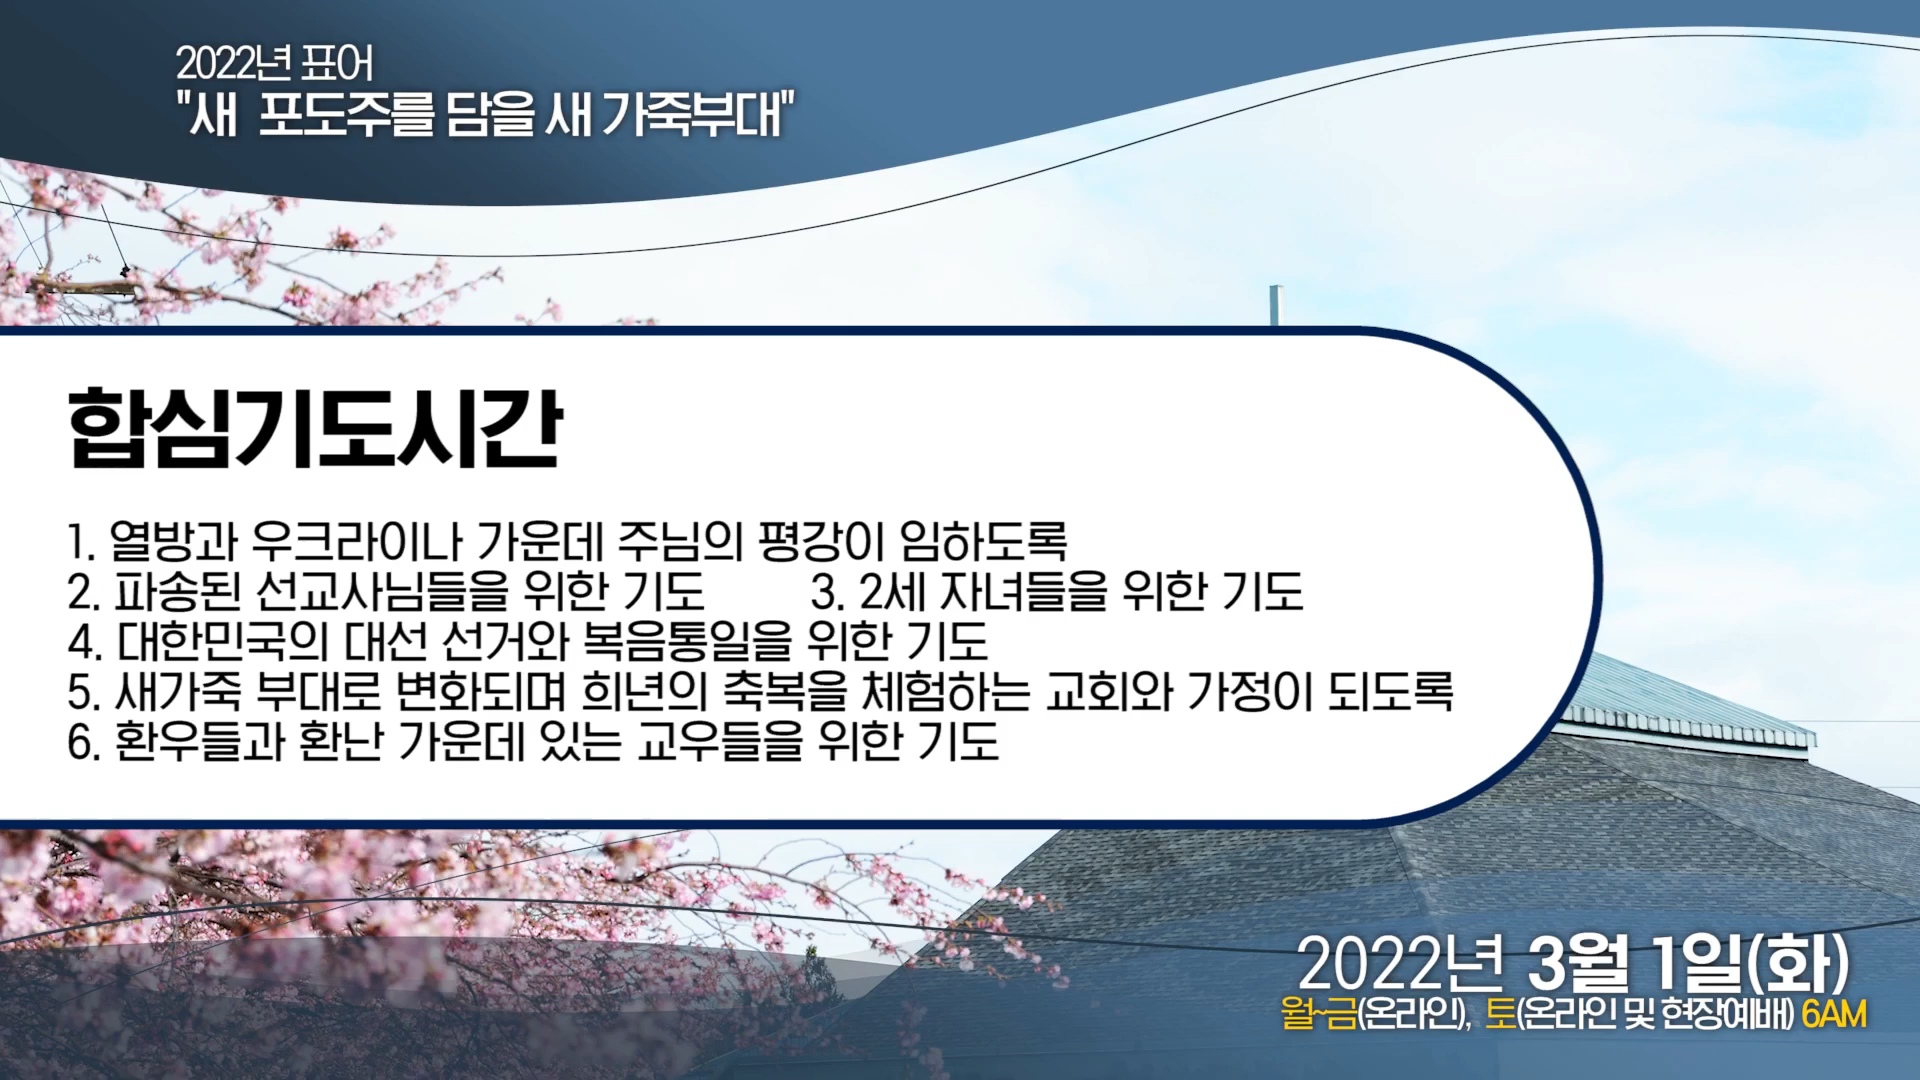 2022년 표어
"새 포도주를 담을 새 가죽부대"
합심기도시간
1. 열방과 우크라이나 가운데 주님의 평강이 임하도록
2. 파송된 선교사님들을 위한 기도 3. 2세 자녀들을 위한 기도
4. 대한민국의 대선 선거와 복음통일을 위한 기도
5. 새가죽 부대로 변화되며 희년의 축복을 체험하는 교회와 가정이 되도록
6. 환우들과 환난 가운데 있는 교우들을 위한 기도
2022년 3월 1일(화)
월~금(온라인), 토(온라인 및 현장예배) 6AM